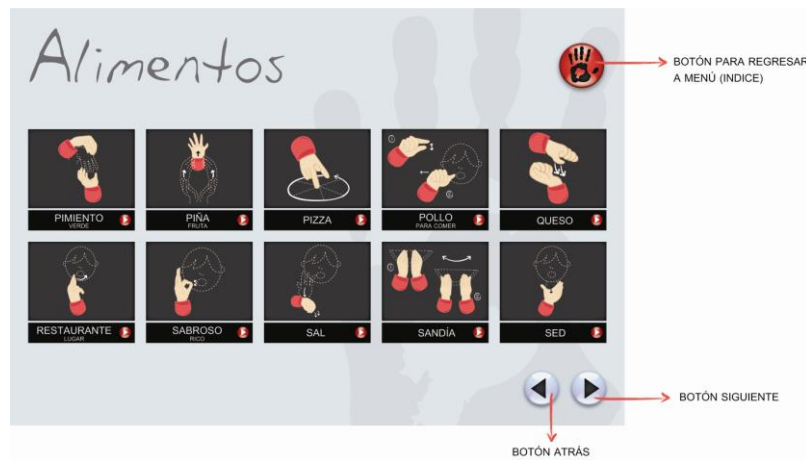 Alimentos
BOTÓN PARA REGRESAR
A MENÚ (INDICE)
PIMIENTO
VERDE
PIÑA
FRUTA
PIZZA
POLLO
PARA COMER
QUESO
RESTAURANTE
LUGAR
SABROSO
RICO
SAL
SANDÍA
SED
BOTÓN SIGUIENTE
BOTÓN ATRÁS